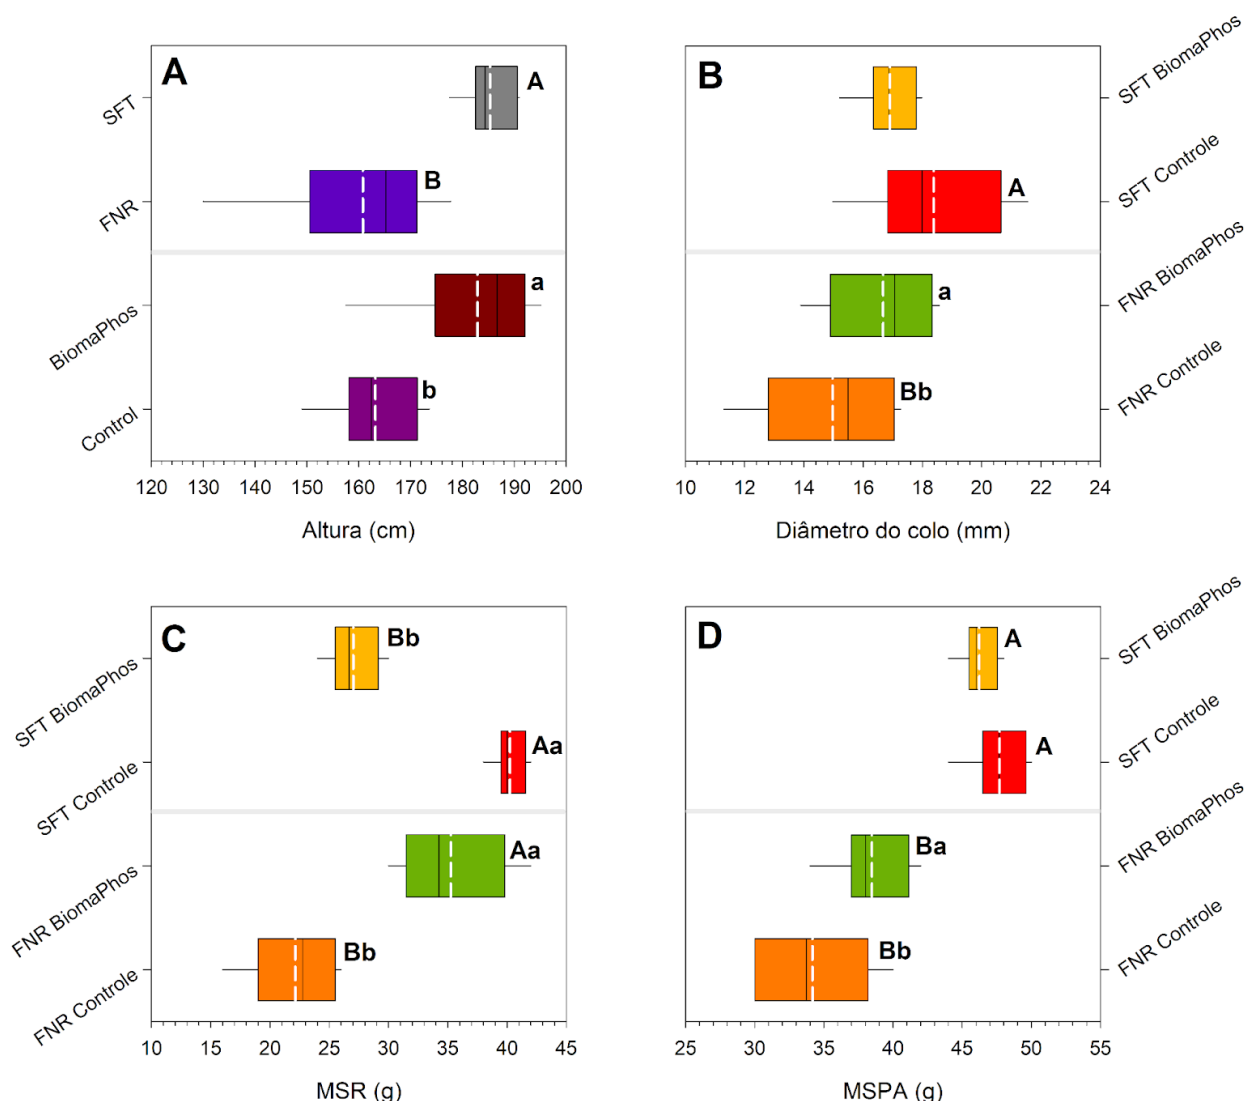 A
SFT
A
FNR
B
BiomaPhos
a
Control
b
120 130 140 150 160 170 180 190 200
Altura (cm)
B
SFT BiomaPhos
SFT Controle
A
FNR BiomaPhos
a
FNR Controle
Bb
10 12 14 16 18 20 22 24
Diâmetro do colo (mm)
C
SFT BiomaPhos
Bb
SFT Controle
Aa
FNR BiomaPhos
Aa
FNR Controle
Bb
10 15 20 25 30 35 40 45
MSR (g)
D
SFT BiomaPhos
A
SFT Controle
A
FNR BiomaPhos
Ba
FNR Controle
Bb
25 30 35 40 45 50 55
MSPA (g)